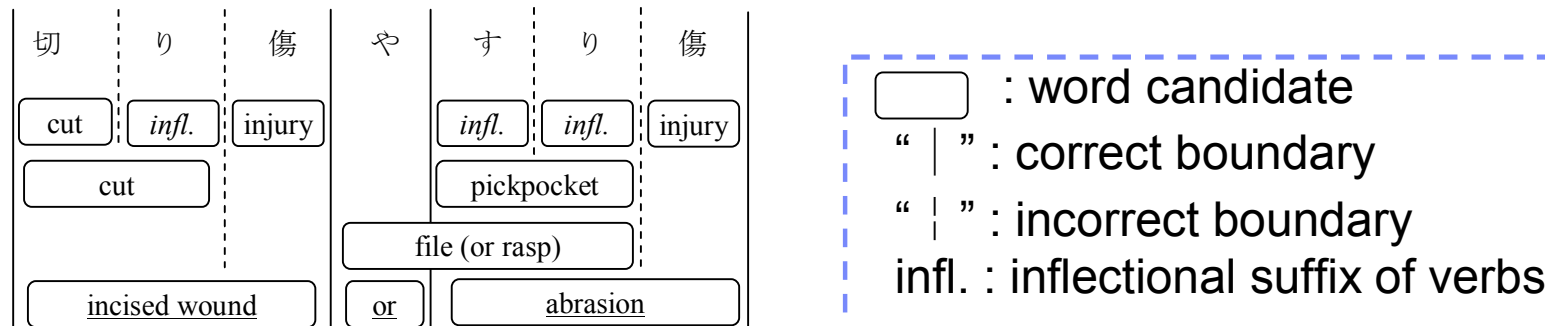 切 り 傷 や す り 傷
cut infl. injury infl. infl. injury
cut pickpocket
file (or rasp)
incised wound or abrasion
: word candidate
“ | ” : correct boundary
“ ¦ ” : incorrect boundary
infl. : inflectional suffix of verbs